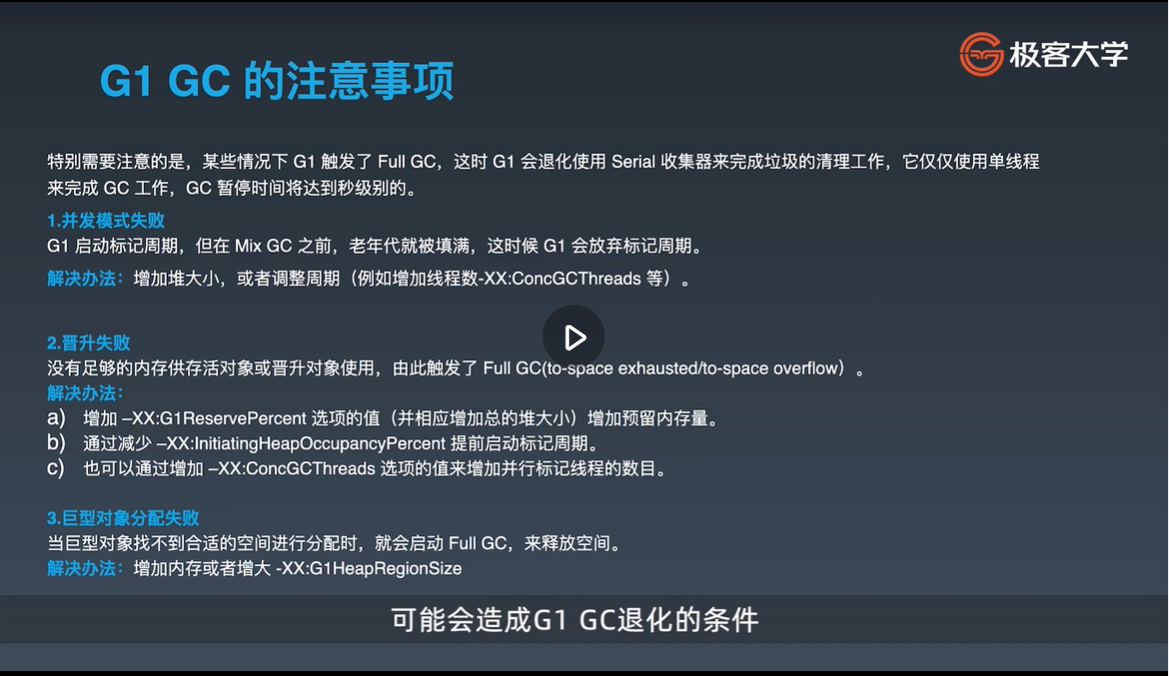 极客大学
G1 GC 的注意事项
特别需要注意的是，某些情况下 G1 触发了 Full GC，这时 G1 会退化使用 Serial 收集器来完成垃圾的清理工作，它仅仅使用单线程
来完成 GC 工作，GC 暂停时间将达到秒级别的。
1.并发模式失败
G1 启动标记周期，但在 Mix GC 之前，老年代就被填满，这时候 G1 会放弃标记周期。
解决办法：增加堆大小，或者调整周期（例如增加线程数-XX:ConcGCThreads 等）。
2.晋升失败
没有足够的内存供存活对象或晋升对象使用，由此触发了 Full GC(to-space exhausted/to-space overflow）。
解决办法：
a) 增加 –XX:G1ReservePercent 选项的值（并相应增加总的堆大小）增加预留内存量。
b) 通过减少 –XX:InitiatingHeapOccupancyPercent 提前启动标记周期。
c) 也可以通过增加 –XX:ConcGCThreads 选项的值来增加并行标记线程的数目。
3.巨型对象分配失败
当巨型对象找不到合适的空间进行分配时，就会启动 Full GC，来释放空间。
解决办法：增加内存或者增大 -XX:G1HeapRegionSize
可能会造成G1 GC退化的条件